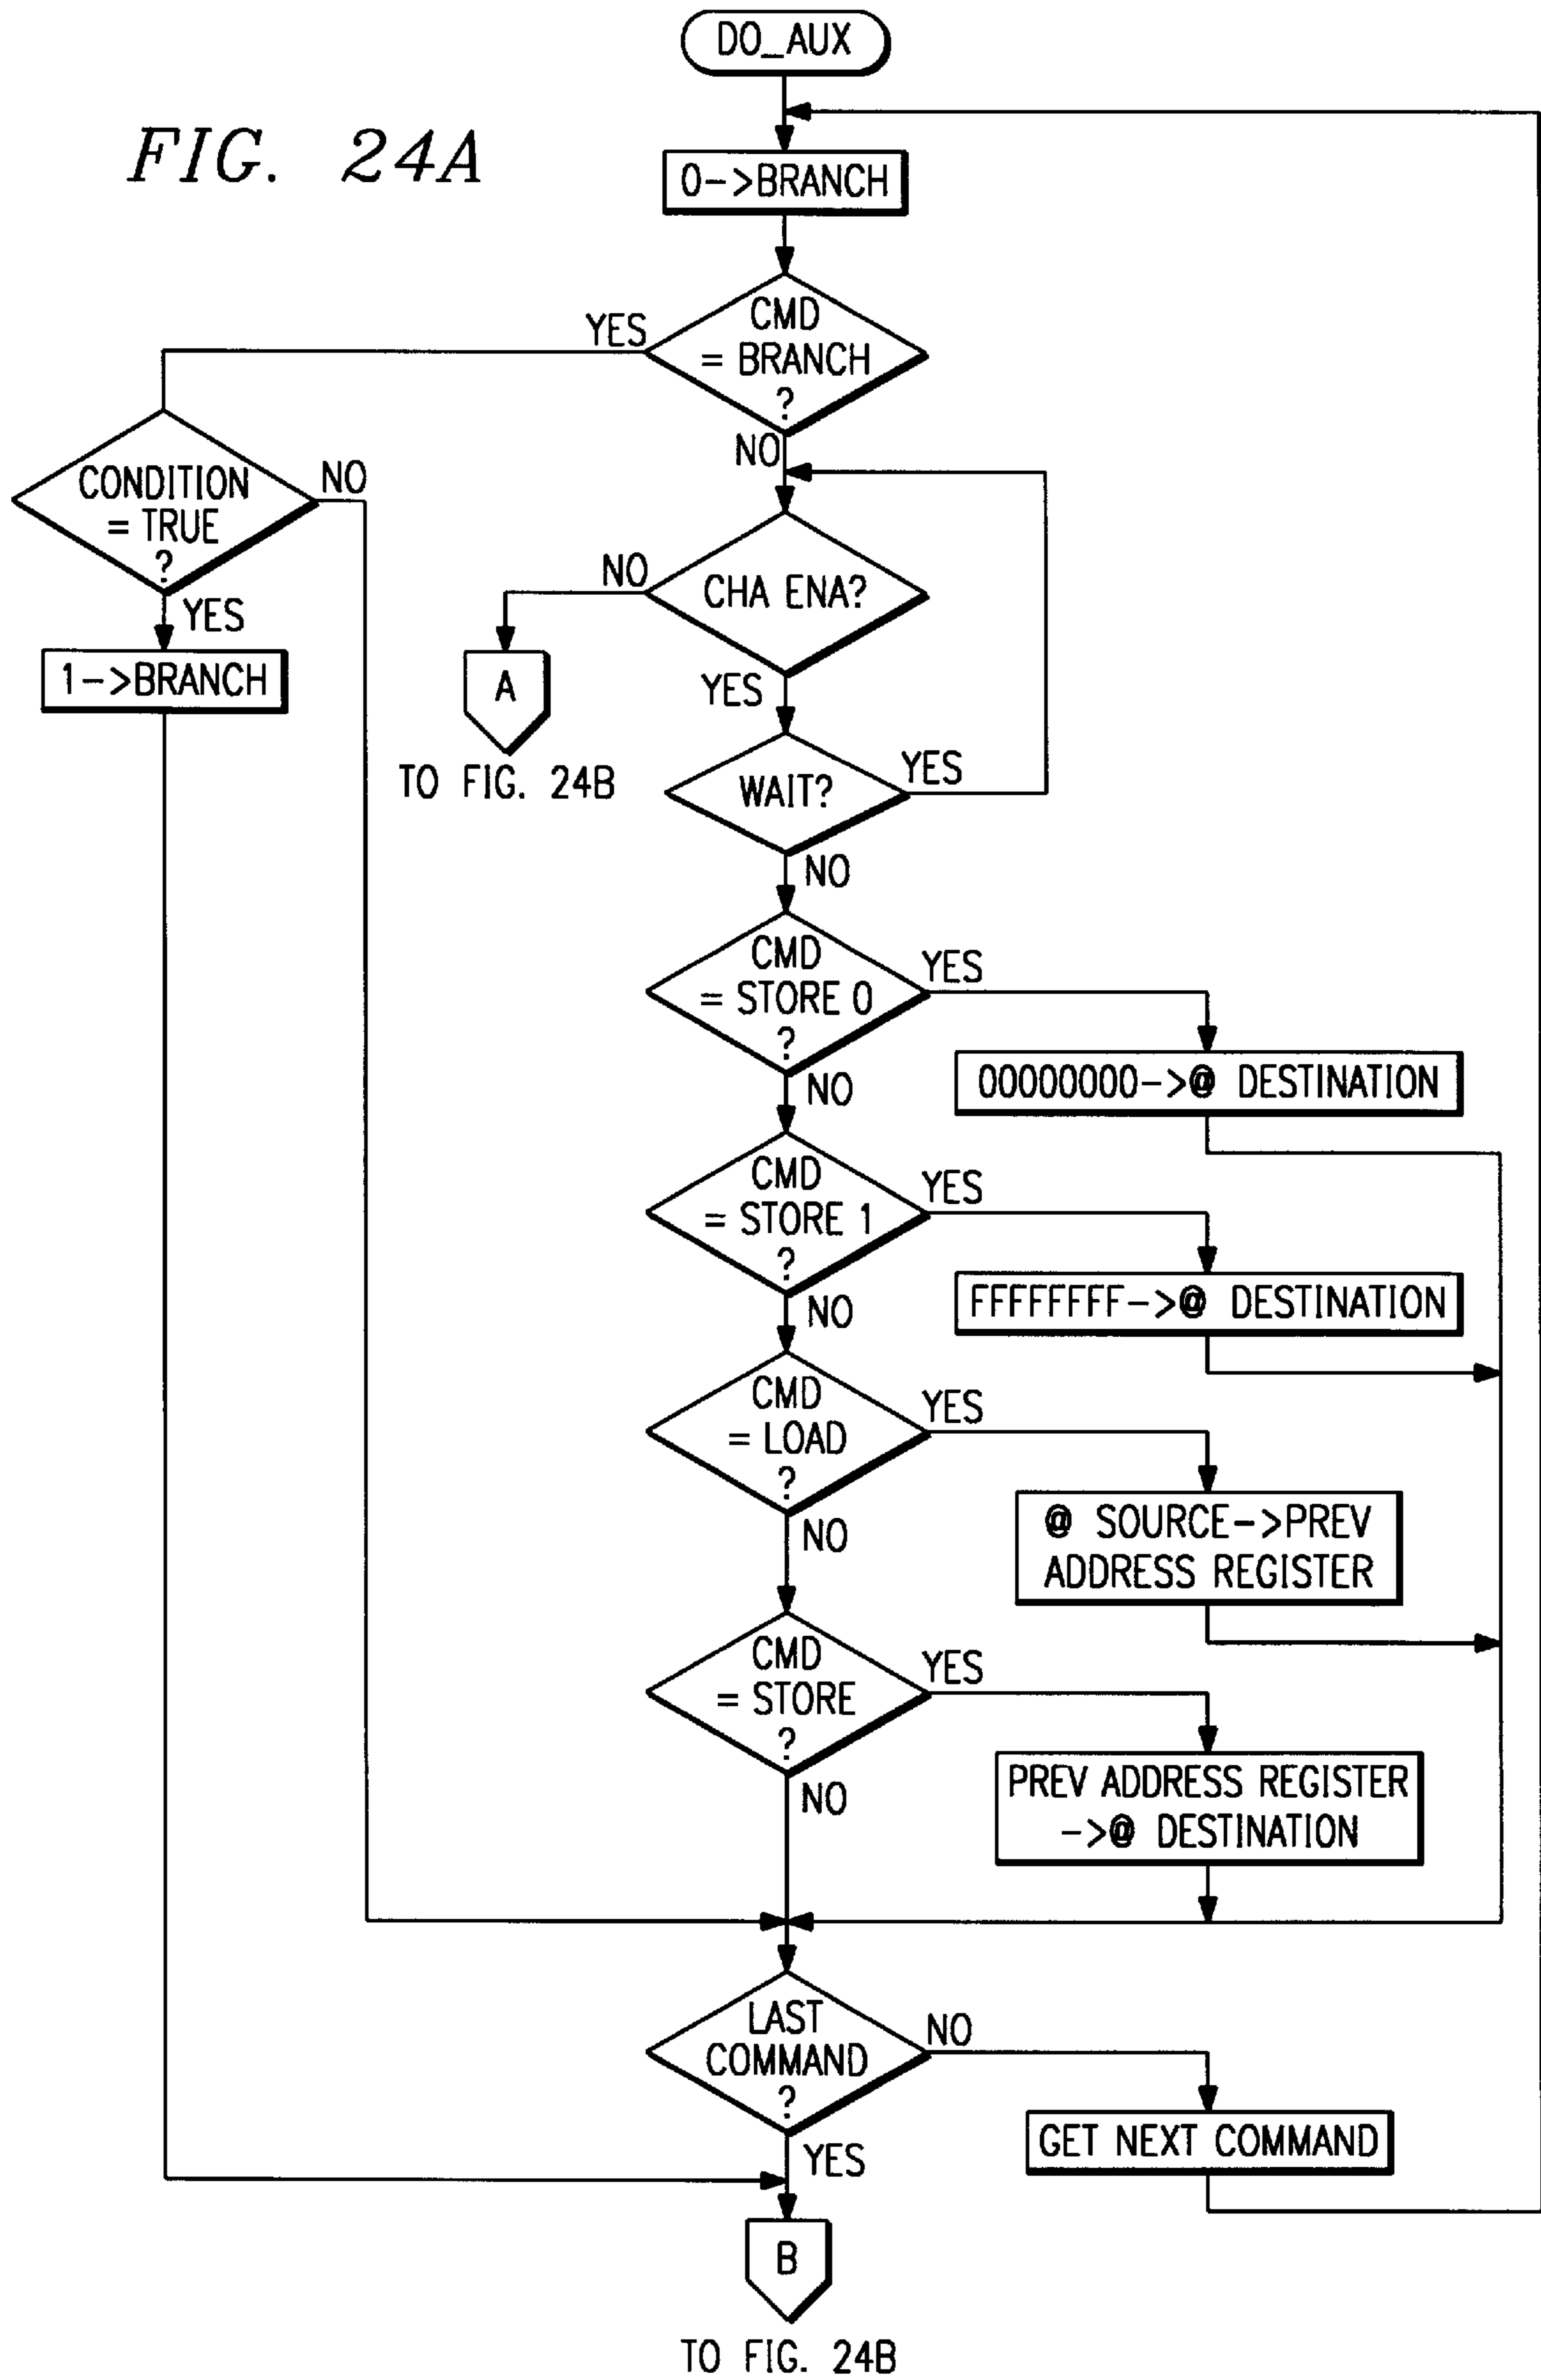 DO_AUX
FIG. 24A
0->BRANCH
CMD
= BRANCH
?
YES
NO
CONDITION
= TRUE
?
NO
YES
1->BRANCH
CHA ENA?
NO
A
TO FIG. 24B
YES
WAIT?
YES
NO
CMD
= STORE 0
?
YES
00000000->@ DESTINATION
NO
CMD
= STORE 1
?
YES
FFFFFFFF->@ DESTINATION
NO
CMD
= LOAD
?
YES
@ SOURCE->PREV
ADDRESS REGISTER
NO
CMD
= STORE
?
YES
PREV ADDRESS REGISTER
->@ DESTINATION
NO
LAST
COMMAND
?
NO
GET NEXT COMMAND
YES
B
TO FIG. 24B